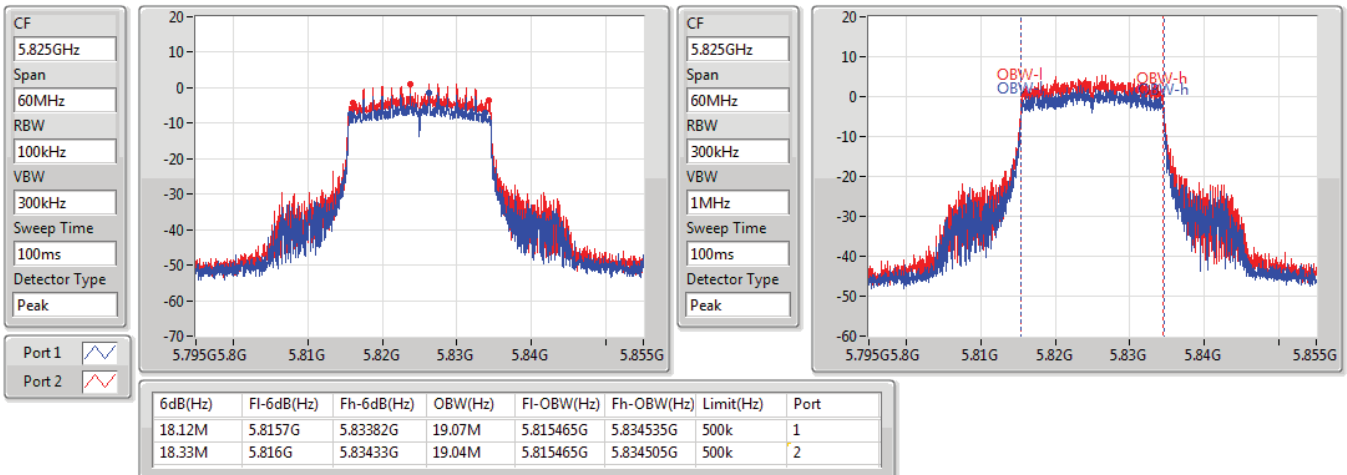 CF
5.825GHz
Span
60MHz
RBW
100kHz
VBW
300kHz
Sweep Time
100ms
Detector Type
Peak
Port 1
Port 2
20
10
0
-10
-20
-30
-40
-50
-60
-70
5.795G5.8G 5.81G 5.82G 5.83G 5.84G 5.855G
CF
5.825GHz
Span
60MHz
RBW
300kHz
VBW
1MHz
Sweep Time
100ms
Detector Type
Peak
20
10
0
-10
-20
-30
-40
-50
-60
OBW-l OBW-h
5.795G5.8G 5.81G 5.82G 5.83G 5.84G 5.855G
6dB(Hz) Fl-6dB(Hz) Fh-6dB(Hz) OBW(Hz) Fl-OBW(Hz) Fh-OBW(Hz) Limit(Hz) Port
18.12M 5.8157G 5.83382G 19.07M 5.815465G 5.834535G 500k 1
18.33M 5.816G 5.83433G 19.04M 5.815465G 5.834505G 500k 2